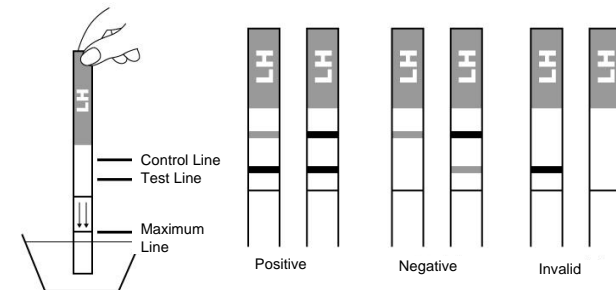 LH
LH
LH
LH
LH
LH
LH
Control Line
Test Line
Maximum
Line
Positive
Negative
Invalid